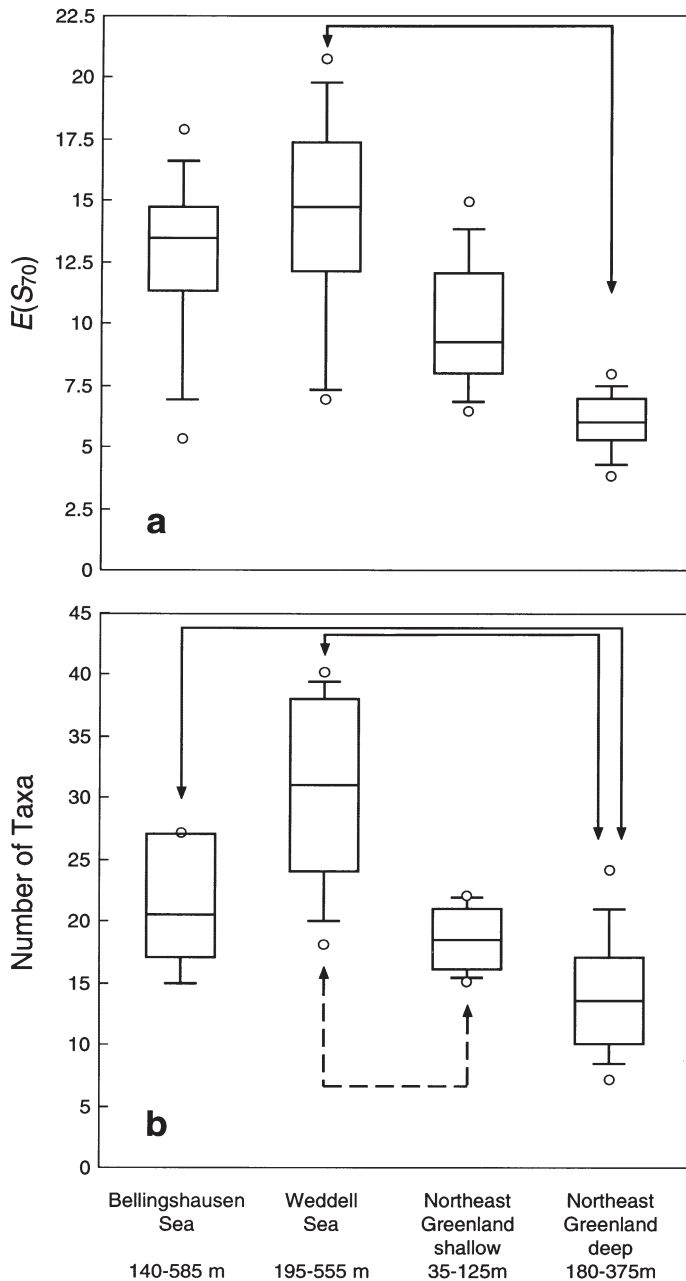 22.5
20
17.5
15
12.5
10
7.5
5
2.5
0
E(S70)
a
45
40
35
30
25
20
15
10
5
0
Number of Taxa
b
Bellingshausen
Sea
140-585 m
Weddell
Sea
195-555 m
Northeast
Greenland
shallow
35-125m
Northeast
Greenland
deep
180-375m